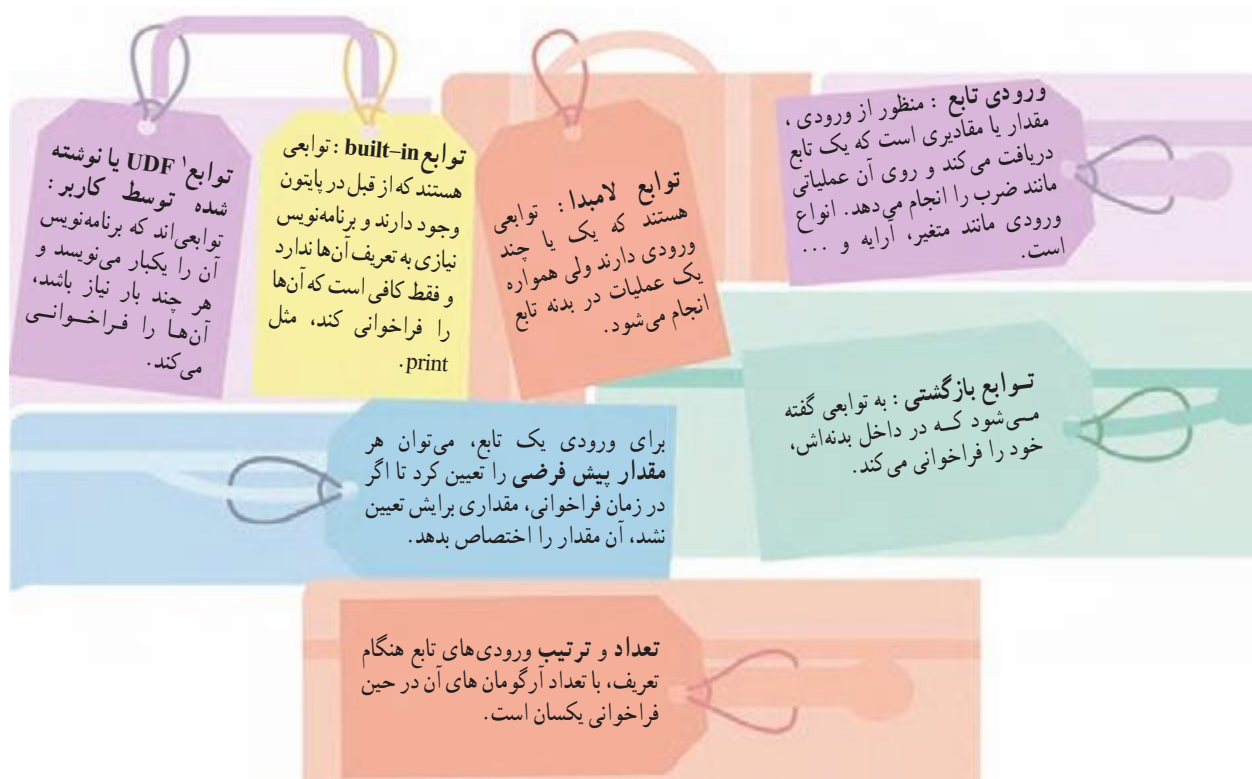 ورودی تابع : منظور از ورودی ،
مقدار یا مقادیری است که یک تابع
دریافت می‌کند و روی آن عملیاتی
مانند ضرب را انجام می‌دهد. انواع
ورودی مانند متغیر، آرایه و ...
است.
توابع لامبدا : توابعی
هستند که یک یا چند
ورودی دارند ولی همواره
یک عملیات در بدنه تابع
انجام می‌شود.
توابع built-in : توابعی
هستند که از قبل در پایتون
وجود دارند و برنامه‌نویس
نیازی به تعریف آن‌ها ندارد
و فقط کافی است که آن‌ها
را فراخوانی کند، مثل
print.
توابع۱ UDF یا نوشته
شده توسط کاربر :
توابعی‌اند که برنامه‌نویس
آن را یکبار می‌نویسد و
هر چند بار نیاز باشد،
آن‌ها را فراخوانی
می‌کند.
توابع بازگشتی : به توابعی گفته
می‌شود که در داخل بدنه‌اش،
خود را فراخوانی می‌کند.
برای ورودی یک تابع، می‌توان هر
مقدار پیش فرضی را تعیین کرد تا اگر
در زمان فراخوانی، مقداری برایش تعیین
نشد، آن مقدار را اختصاص بدهد.
تعداد و ترتیب ورودی‌های تابع هنگام
تعریف، با تعداد آرگومان های آن در حین
فراخوانی یکسان است.